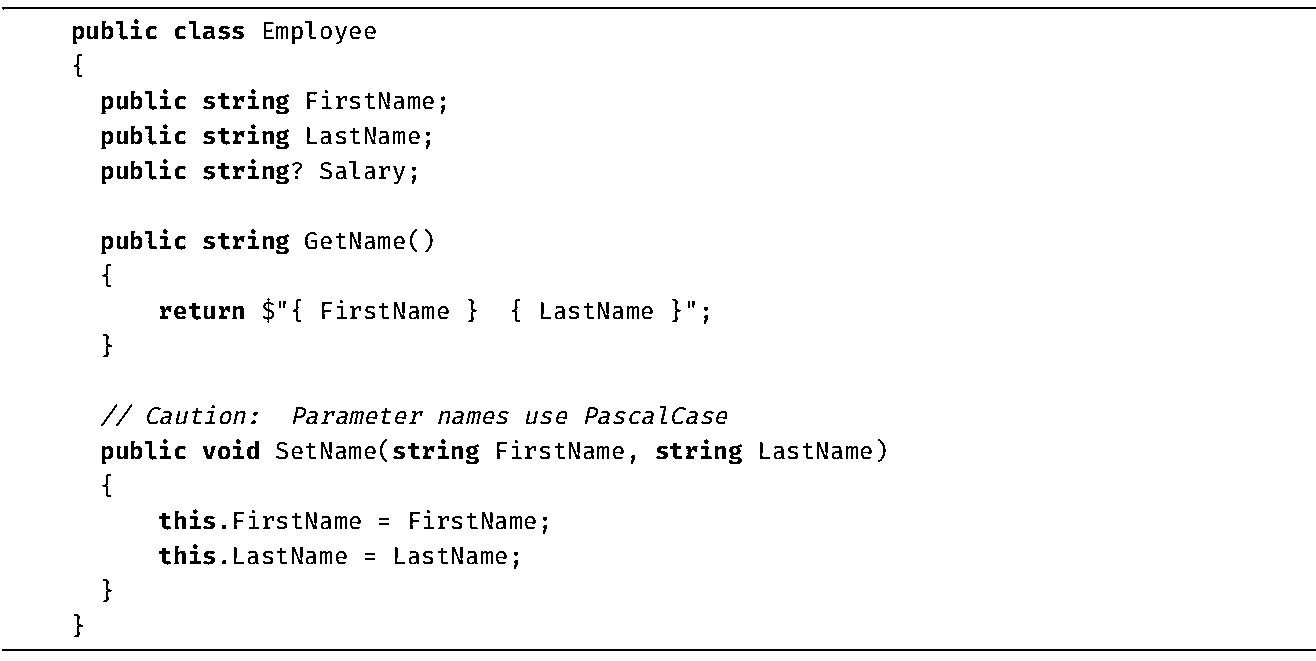 public class Employee
{
  public string FirstName;
  public string LastName;
  public string? Salary;

  public string GetName()
  {
      return $"{ FirstName }  { LastName }";
  }

  // Caution:  Parameter names use PascalCase
  public void SetName(string FirstName, string LastName)
  {
      this.FirstName = FirstName;
      this.LastName = LastName;
  }
}